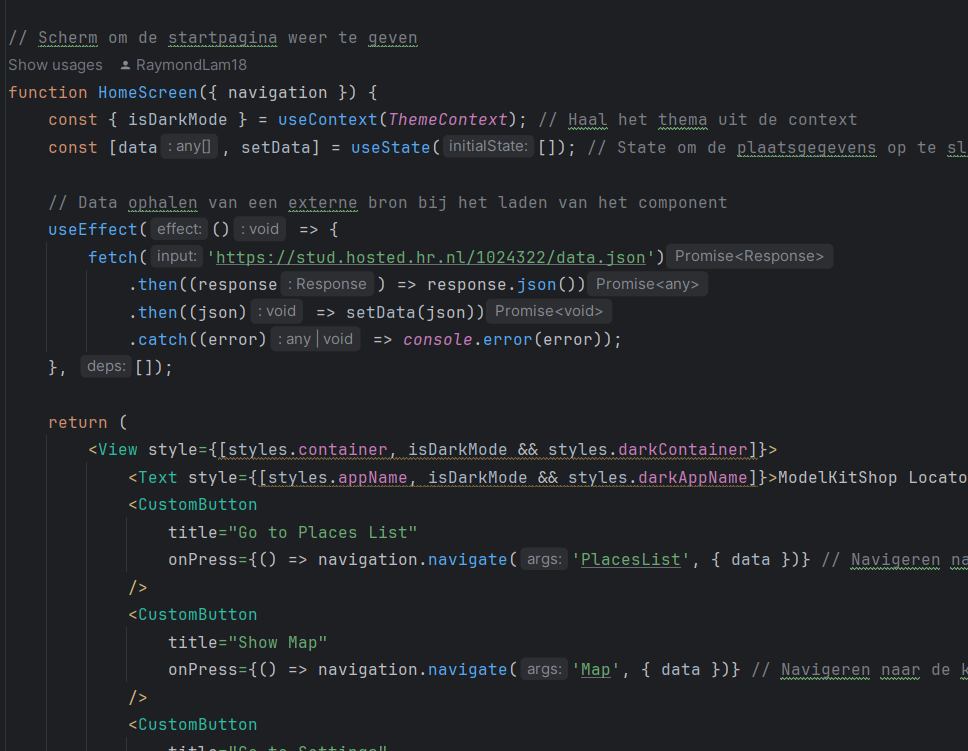 // Scherm om de startpagina weer te geven
Show usages RaymondLam18
function HomeScreen({ navigation }) {
const { isDarkMode } = useContext(ThemeContext); // Haal het thema uit de context
const [data : any[] , setData] = useState( initialState: []); // State om de plaatsgegevens op te sl
// Data ophalen van een externe bron bij het laden van het component
useEffect( effect: () : void => {
fetch( input: 'https://stud.hosted.hr.nl/1024322/data.json') Promise<Response>
.then((response : Response ) => response.json()) Promise<any>
.then((json) : void => setData(json)) Promise<void>
.catch((error) : any | void => console.error(error));
}, deps: []);
return (
<View style={[styles.container, isDarkMode && styles.darkContainer]}>
<Text style={[styles.appName, isDarkMode && styles.darkAppName]}>ModelKitShop Locato
<CustomButton
title="Go to Places List"
onPress={() => navigation.navigate( args: 'PlacesList', { data })} // Navigeren na
/>
<CustomButton
title="Show Map"
onPress={() => navigation.navigate( args: 'Map', { data })} // Navigeren naar de k
/>
<CustomButton
title="Go to Settings"